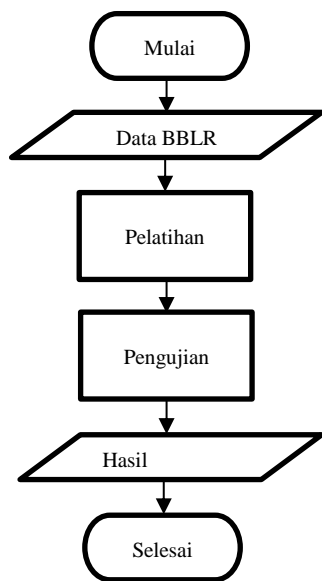 Mulai
Data BBLR
Pelatihan
Pengujian
Hasil
Selesai